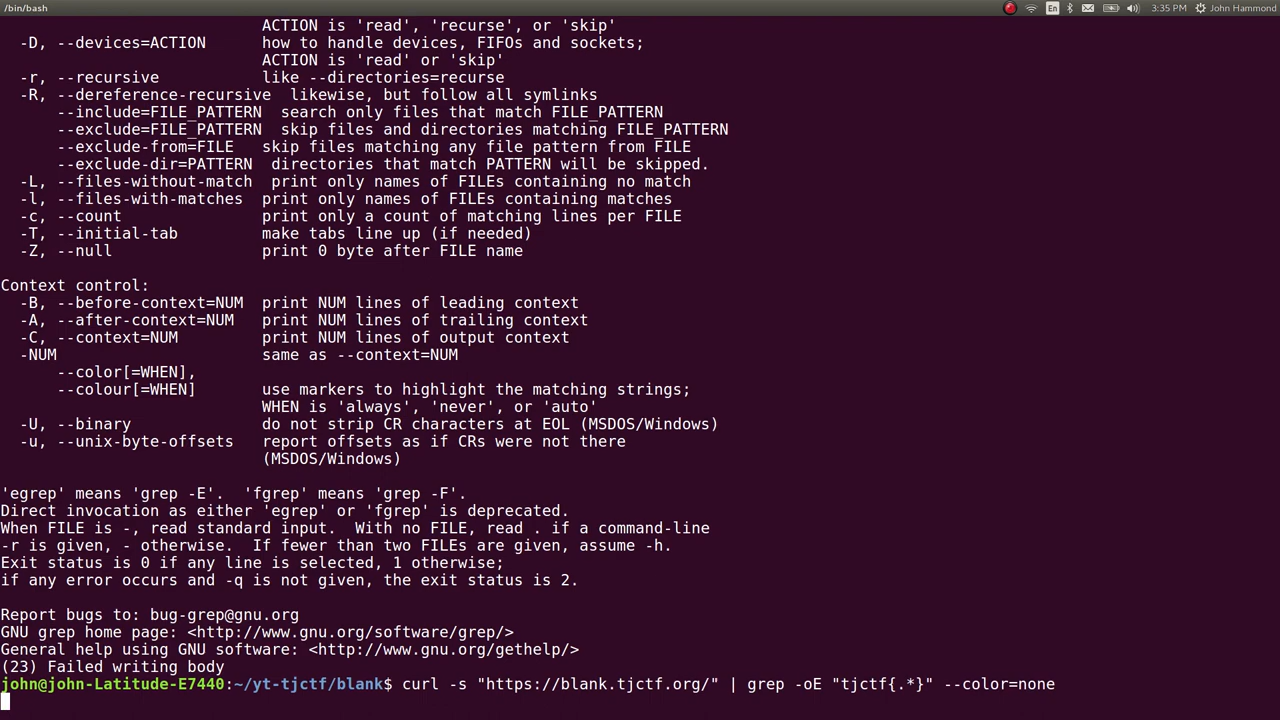 /bin/bash
En
3:35 PM
John Hammond
ACTION is 'read', 'recurse', or 'skip'
-D, --devices=ACTION      how to handle devices, FIFOs and sockets;
ACTION is 'read' or 'skip'
-r, --recursive           like --directories=recurse
-R, --dereference-recursive  likewise, but follow all symlinks
--include=FILE_PATTERN  search only files that match FILE_PATTERN
--exclude=FILE_PATTERN  skip files and directories matching FILE_PATTERN
--exclude-from=FILE   skip files matching any file pattern from FILE
--exclude-dir=PATTERN  directories that match PATTERN will be skipped.
-L, --files-without-match  print only names of FILEs containing no match
-l, --files-with-matches  print only names of FILEs containing matches
-c, --count               print only a count of matching lines per FILE
-T, --initial-tab         make tabs line up (if needed)
-Z, --null                print 0 byte after FILE name
Context control:
-B, --before-context=NUM  print NUM lines of leading context
-A, --after-context=NUM   print NUM lines of trailing context
-C, --context=NUM         print NUM lines of output context
-NUM                      same as --context=NUM
--color[=WHEN],
--colour[=WHEN]       use markers to highlight the matching strings;
WHEN is 'always', 'never', or 'auto'
-U, --binary              do not strip CR characters at EOL (MSDOS/Windows)
-u, --unix-byte-offsets   report offsets as if CRs were not there
(MSDOS/Windows)
'egrep' means 'grep -E'.  'fgrep' means 'grep -F'.
Direct invocation as either 'egrep' or 'fgrep' is deprecated.
When FILE is -, read standard input.  With no FILE, read . if a command-line
-r is given, - otherwise.  If fewer than two FILEs are given, assume -h.
Exit status is 0 if any line is selected, 1 otherwise;
if any error occurs and -q is not given, the exit status is 2.
Report bugs to: bug-grep@gnu.org
GNU grep home page: <http://www.gnu.org/software/grep/>
General help using GNU software: <http://www.gnu.org/gethelp/>
(23) Failed writing body
john@john-Latitude-E7440:~/yt-tjctf/blank$ curl -s "https://blank.tjctf.org/" | grep -oE "tjctf{.*}" --color=none